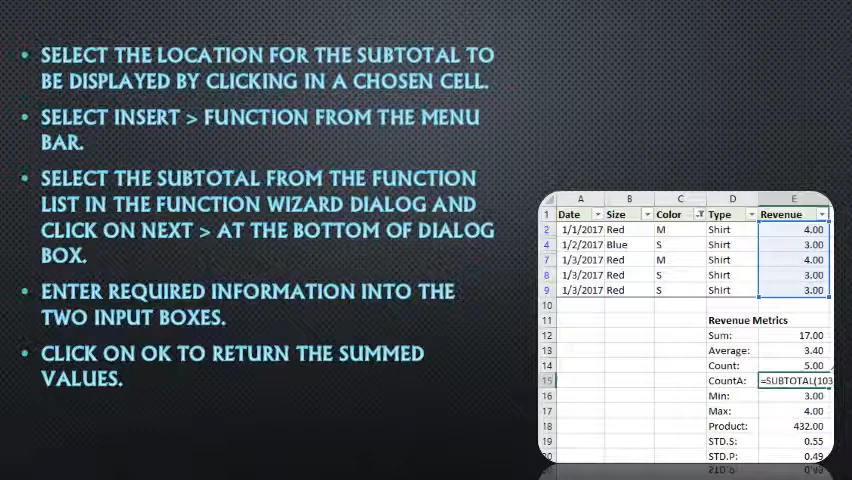 SELECT THE LOCATION FOR THE SUBTOTAL TO
BE DISPLAYED BY CLICKING IN A CHOSEN CELL.
SELECT INSERT > FUNCTION FROM THE MENU
BAR.
SELECT THE SUBTOTAL FROM THE FUNCTION
LIST IN THE FUNCTION WIZARD DIALOG AND
CLICK ON NEXT > AT THE BOTTOM OF DIALOG
BOX.
ENTER REQUIRED INFORMATION INTO THE
TWO INPUT BOXES.
CLICK ON OK TO RETURN THE SUMMED
VALUES.
A B C D E
1 Date Size Color Type Revenue
2 1/1/2017 Red M Shirt 4.00
4 1/2/2017 Blue S Shirt 3.00
7 1/3/2017 Red M Shirt 4.00
8 1/3/2017 Red S Shirt 3.00
9 1/3/2017 Red S Shirt 3.00
10
11 Revenue Metrics
12 Sum: 17.00
13 Average: 3.40
14 Count: 5.00
15 CountA: =SUBTOTAL(103
16 Min: 3.00
17 Max: 4.00
18 Product: 432.00
19 STD.S: 0.55
20 STD.P: 0.49